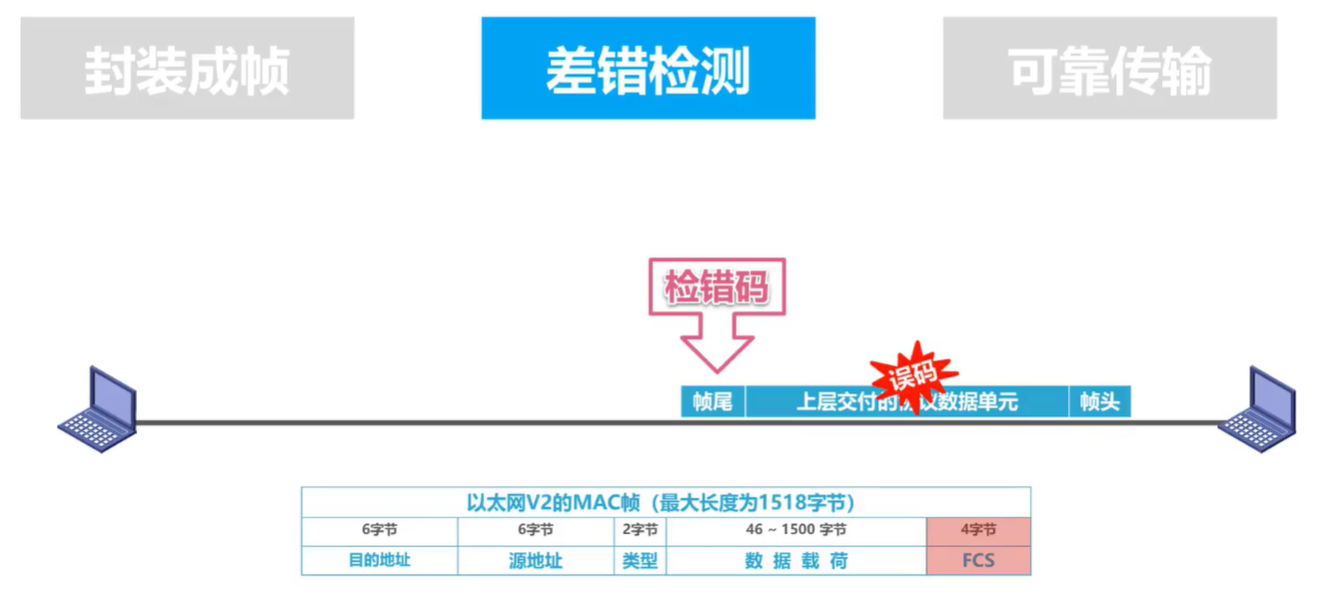 封装成帧 差错检测 可靠传输
检错码
误码
帧尾 上层交付的协议数据单元 帧头
以太网V2的MAC帧（最大长度为1518字节）
6字节 6字节 2字节 46 ~ 1500 字节 4字节
目的地址 源地址 类型 数 据 载 荷 FCS